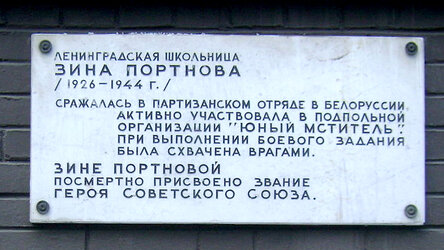 ЛЕНИНГРАДСКАЯ ШКОЛЬНИЦА
ЗИНА ПОРТНОВА
/1926-1944 Г./
СРАЖАЛАСЬ В ПАРТИЗАНСКОМ ОТРЯДЕ В БЕЛОРУССИИ,
АКТИВНО УЧАСТВОВАЛА В ПОДПОЛЬНОЙ
ОРГАНИЗАЦИИ "ЮНЫЙ МСТИТЕЛЬ".
ПРИ ВЫПОЛНЕНИИ БОЕВОГО ЗАДАНИЯ
БЫЛА СХВАЧЕНА ВРАГАМИ.
ЗИНЕ ПОРТНОВОЙ
ПОСМЕРТНО ПРИСВОЕНО ЗВАНИЕ
ГЕРОЯ СОВЕТСКОГО СОЮЗА.